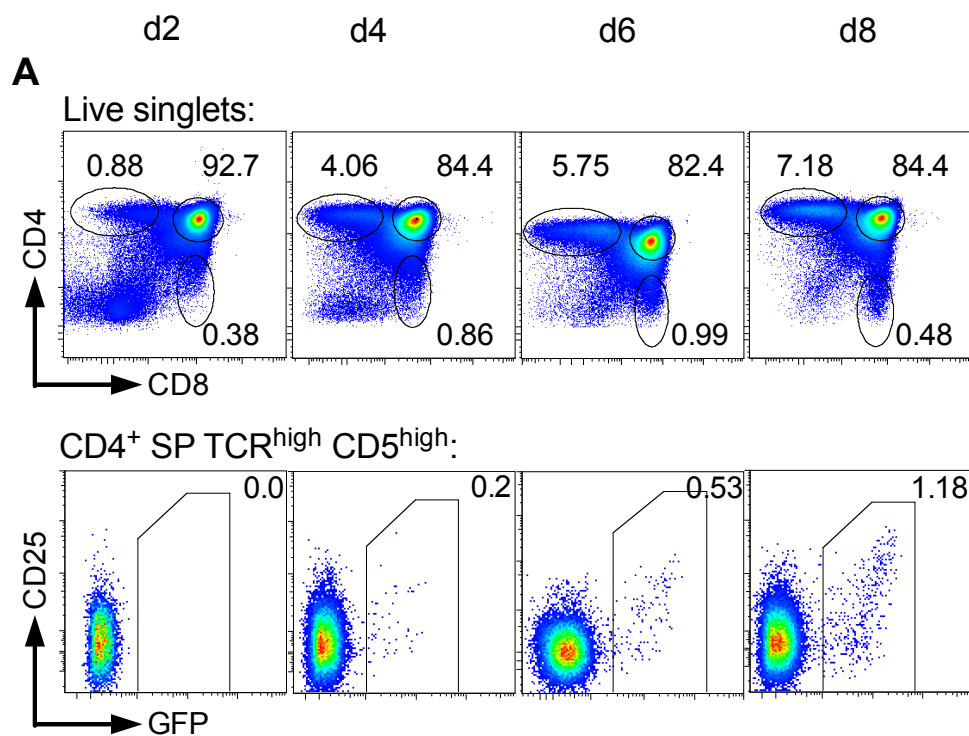 d2 d4 d6 d8
A
Live singlets:
0.88 92.7 4.06 84.4 5.75 82.4 7.18 84.4
CD4
0.38 0.86 0.99 0.48
CD8
CD4⁺ SP TCRʰⁱᵍʰ CD5ʰⁱᵍʰ:
0.0 0.2 0.53 1.18
CD25
GFP